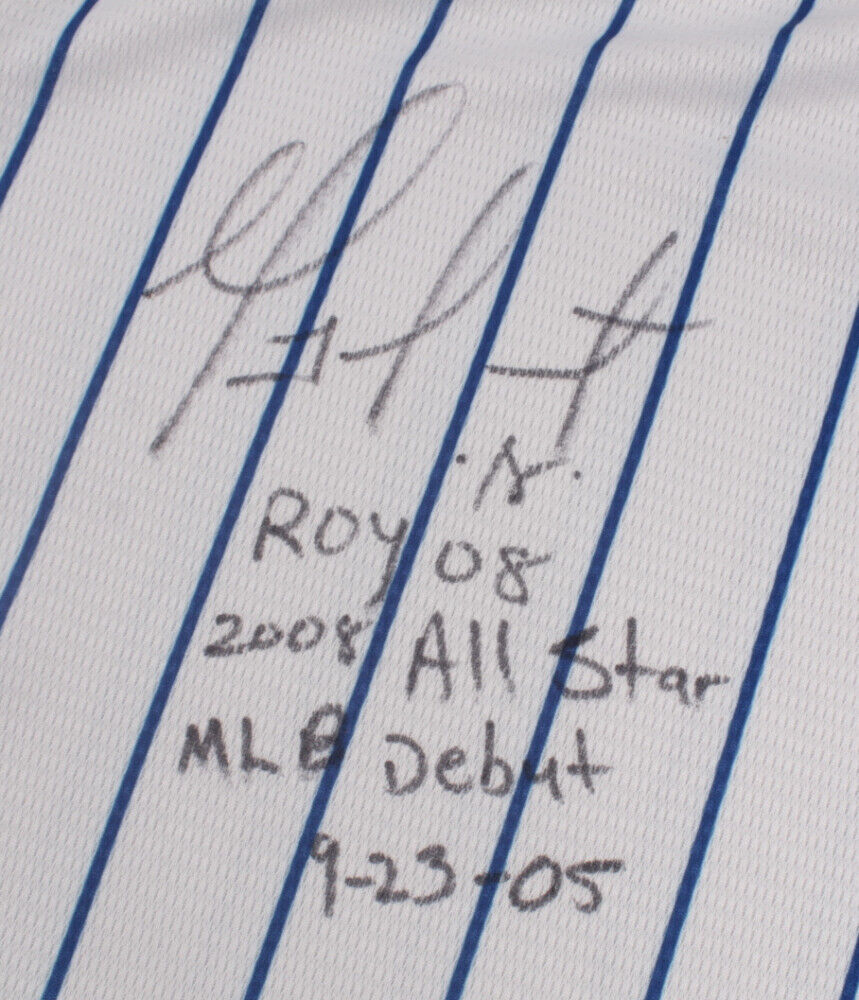 ROY 08
2008 All Star
MLB Debut
9-23-05